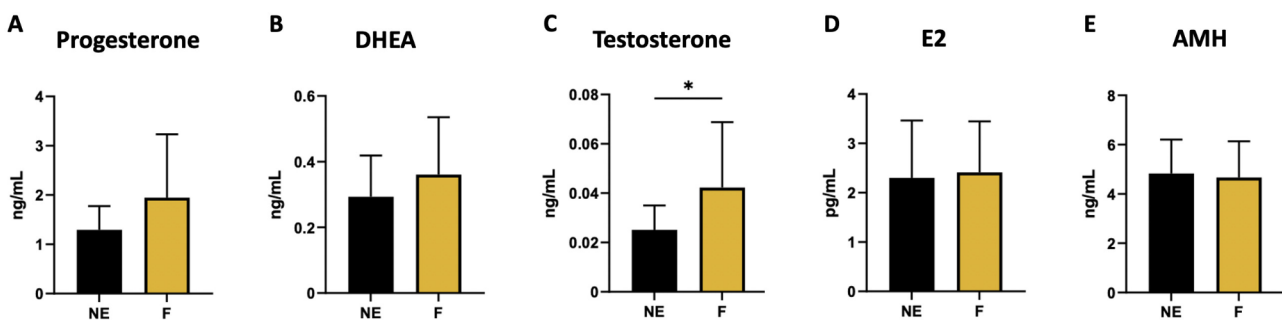 A Progesterone
ng/mL
4
3
2
1
0
NE F
B DHEA
ng/mL
0.6
0.4
0.2
0.0
NE F
C Testosterone
ng/mL
0.08
0.06
0.04
0.02
0
*
NE F
D E2
pg/mL
4
3
2
1
0
NE F
E AMH
ng/mL
8
6
4
2
0
NE F